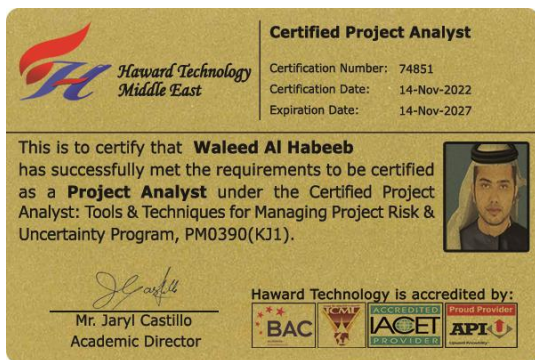 Haward Technology
Middle East
Certified Project Analyst
Certification Number: 74851
Certification Date: 14-Nov-2022
Expiration Date: 14-Nov-2027
This is to certify that Waleed Al Habeeb
has successfully met the requirements to be certified
as a Project Analyst under the Certified Project
Analyst: Tools & Techniques for Managing Project Risk &
Uncertainty Program, PM0390(KJ1).
Mr. Jaryl Castillo
Academic Director
Haward Technology is accredited by:
BAC
ACCREDITED
IACET
PROVIDER
Proud Provider
API U